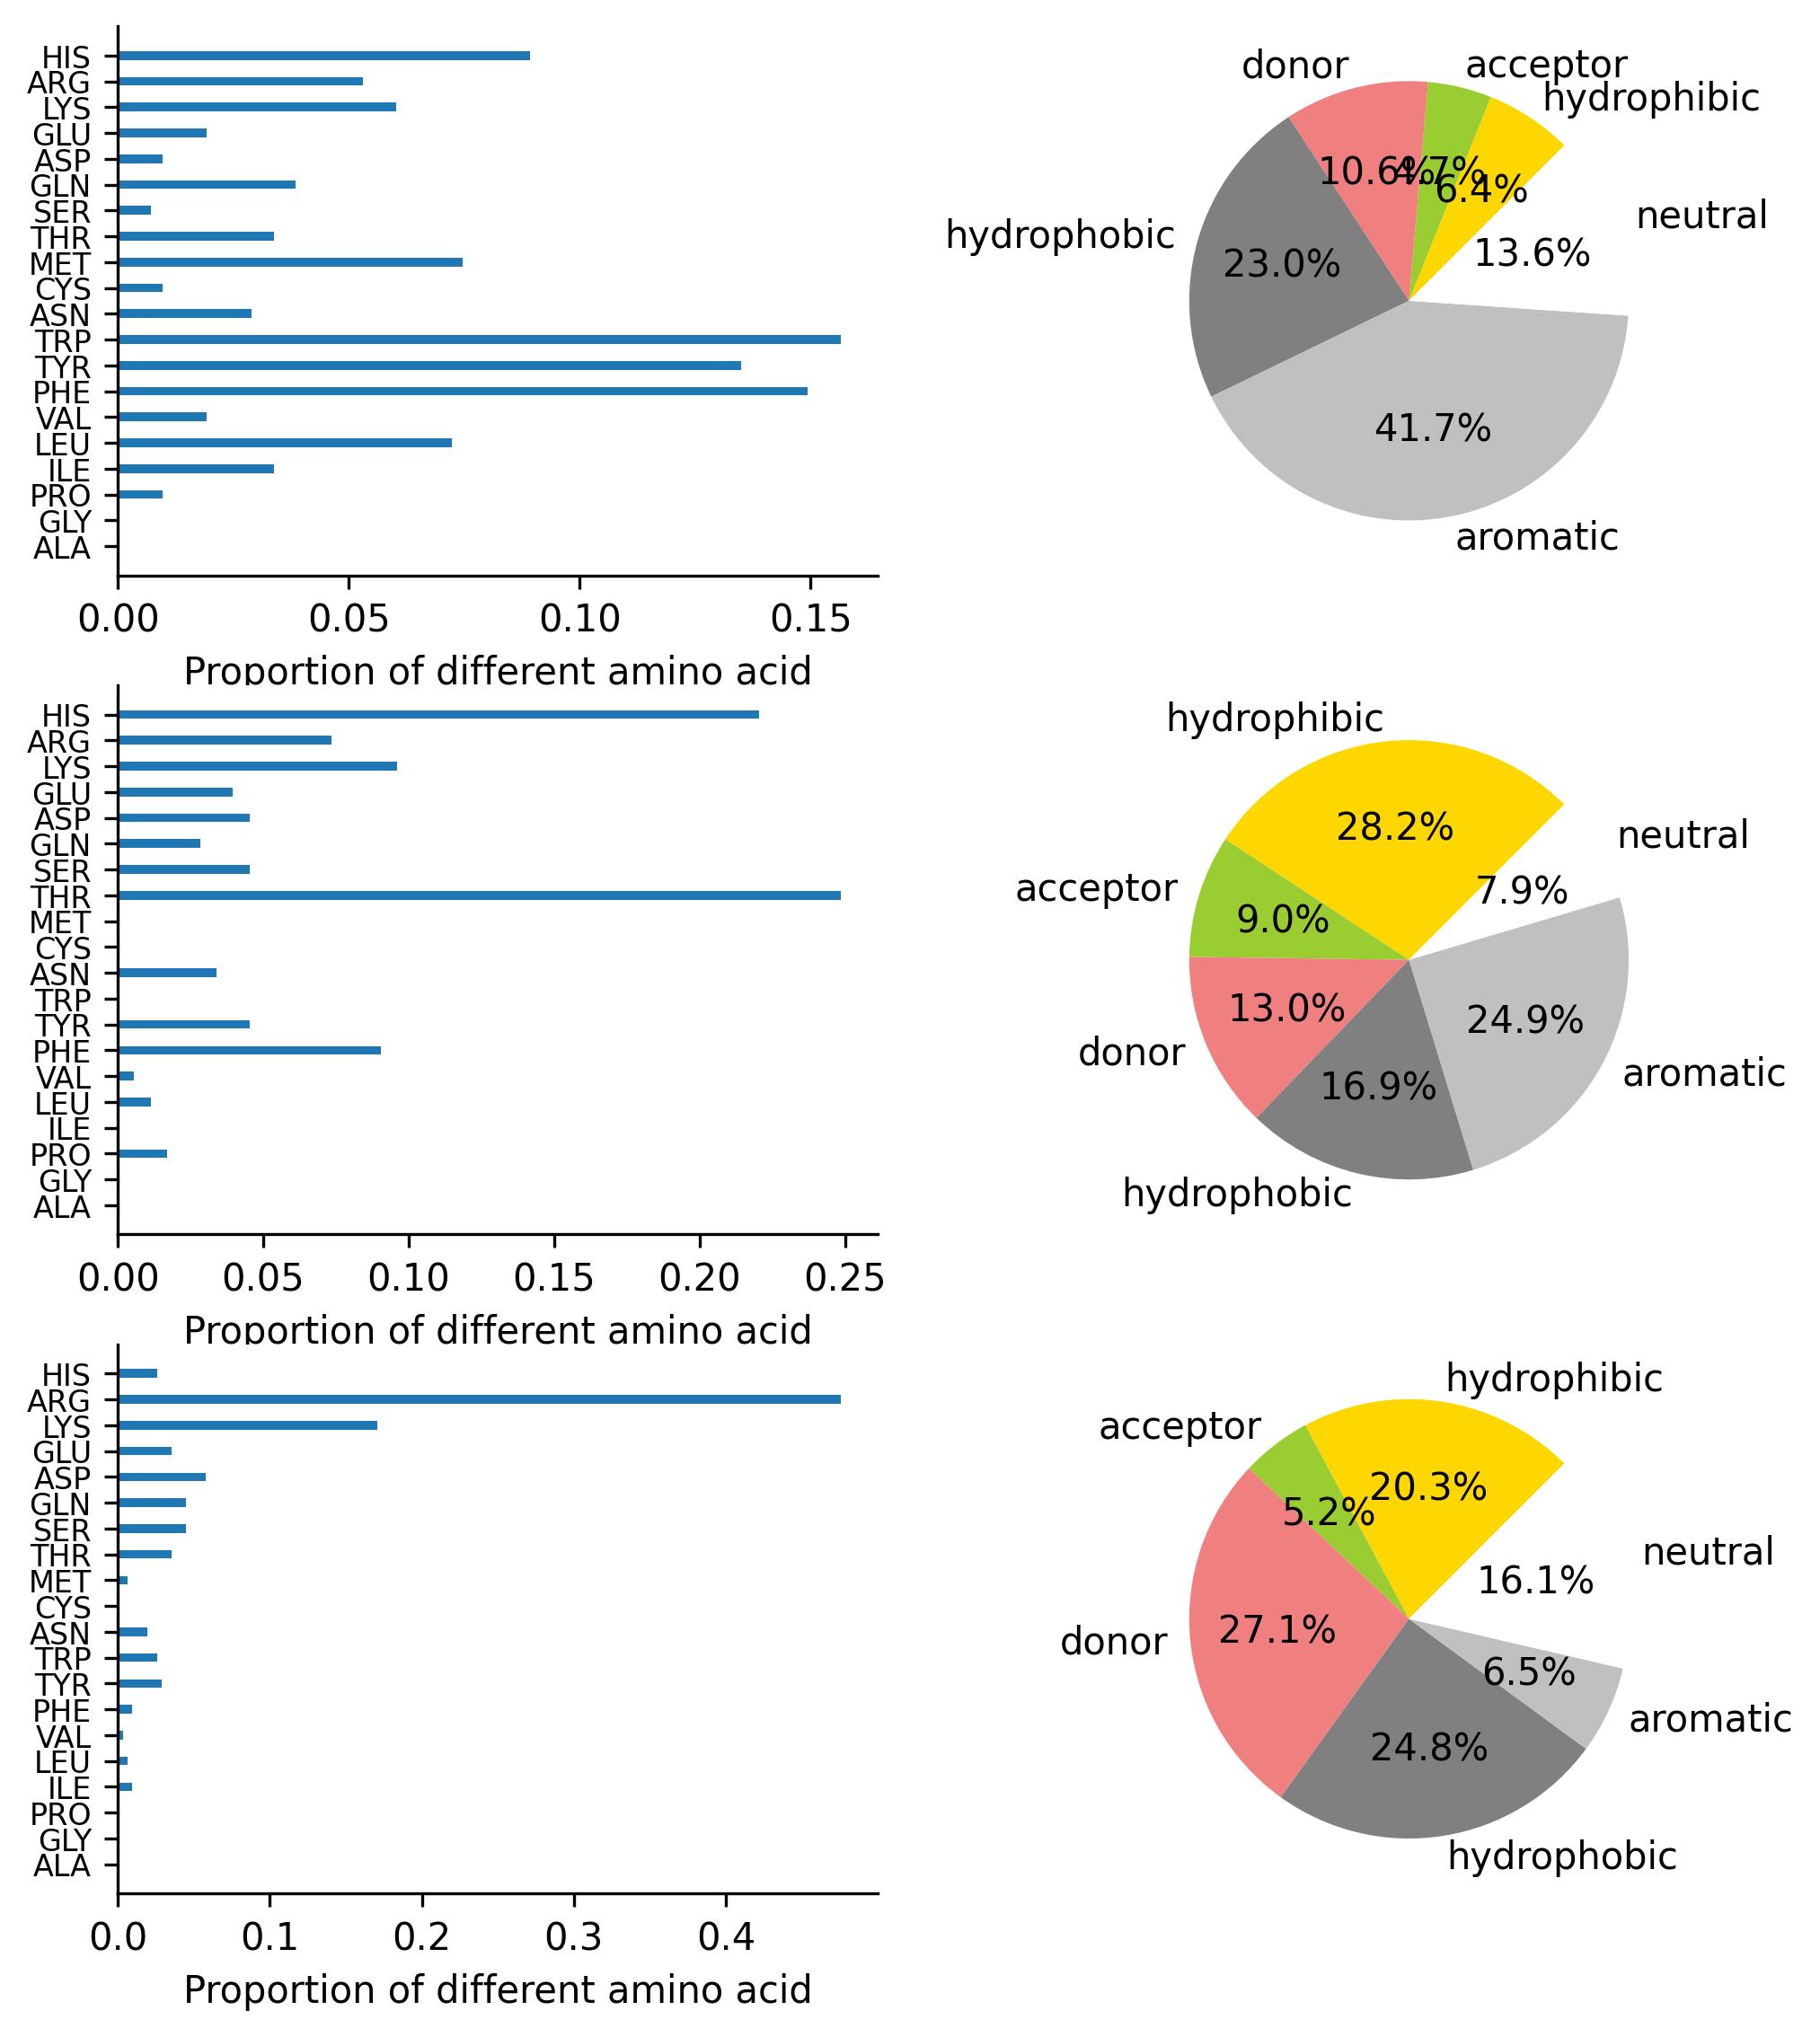 HIS
ARG
LYS
GLU
ASP
GLN
SER
THR
MET
CYS
ASN
TRP
TYR
PHE
VAL
LEU
ILE
PRO
GLY
ALA
0.00 0.05 0.10 0.15
Proportion of different amino acid
donor
acceptor
hydrophibic
10.6%
4.7%
6.4%
neutral
13.6%
hydrophobic
23.0%
41.7%
aromatic
HIS
ARG
LYS
GLU
ASP
GLN
SER
THR
MET
CYS
ASN
TRP
TYR
PHE
VAL
LEU
ILE
PRO
GLY
ALA
0.00 0.05 0.10 0.15 0.20 0.25
Proportion of different amino acid
hydrophibic
28.2%
neutral
7.9%
acceptor
9.0%
13.0%
24.9%
donor
aromatic
16.9%
hydrophobic
HIS
ARG
LYS
GLU
ASP
GLN
SER
THR
MET
CYS
ASN
TRP
TYR
PHE
VAL
LEU
ILE
PRO
GLY
ALA
0.0 0.1 0.2 0.3 0.4
Proportion of different amino acid
hydrophibic
acceptor
20.3%
5.2%
neutral
16.1%
donor
27.1%
6.5%
aromatic
24.8%
hydrophobic